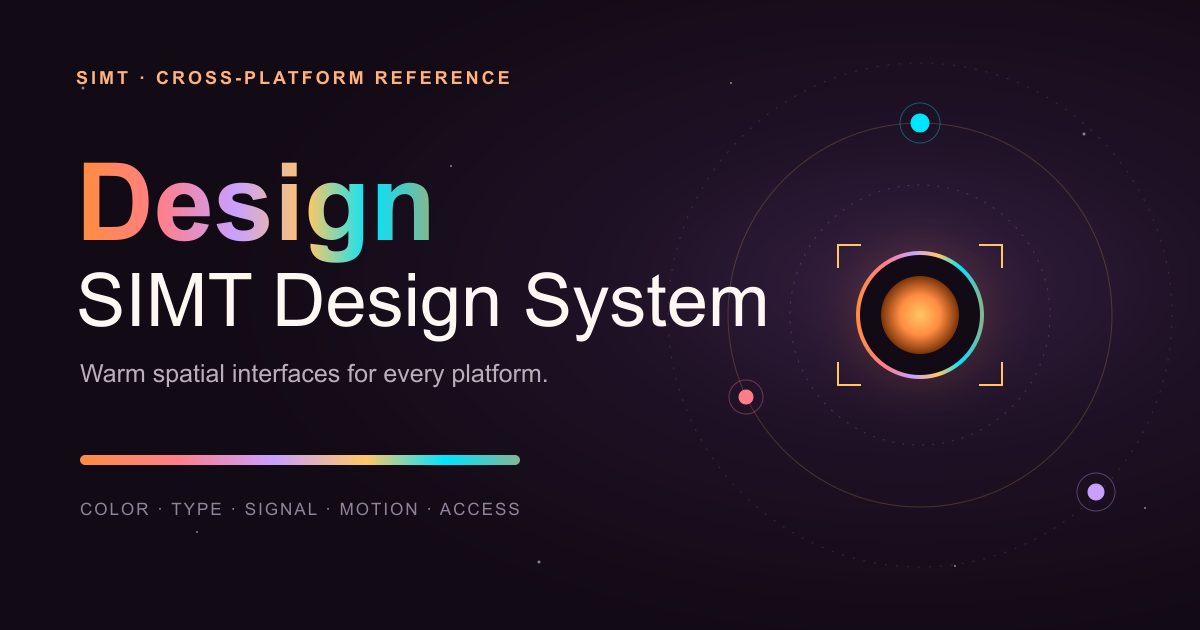 SIMT · CROSS-PLATFORM REFERENCE
Design
SIMT Design System
Warm spatial interfaces for every platform.
COLOR · TYPE · SIGNAL · MOTION · ACCESS